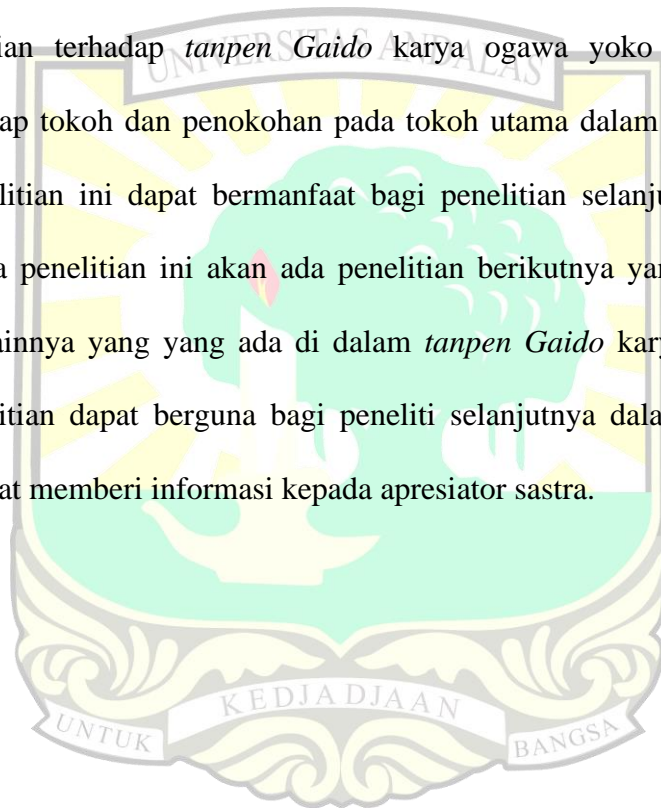 ian terhadap tanpen Gaido karya ogawa yoko
UNIVERSITAS ANDALAS
ap tokoh dan penokohan pada tokoh utama dalam
litian ini dapat bermanfaat bagi penelitian selanju
a penelitian ini akan ada penelitian berikutnya yan
ainnya yang yang ada di dalam tanpen Gaido kary
litian dapat berguna bagi peneliti selanjutnya dala
at memberi informasi kepada apresiator sastra.
UNTUK KEDJADJAAN BANGSA